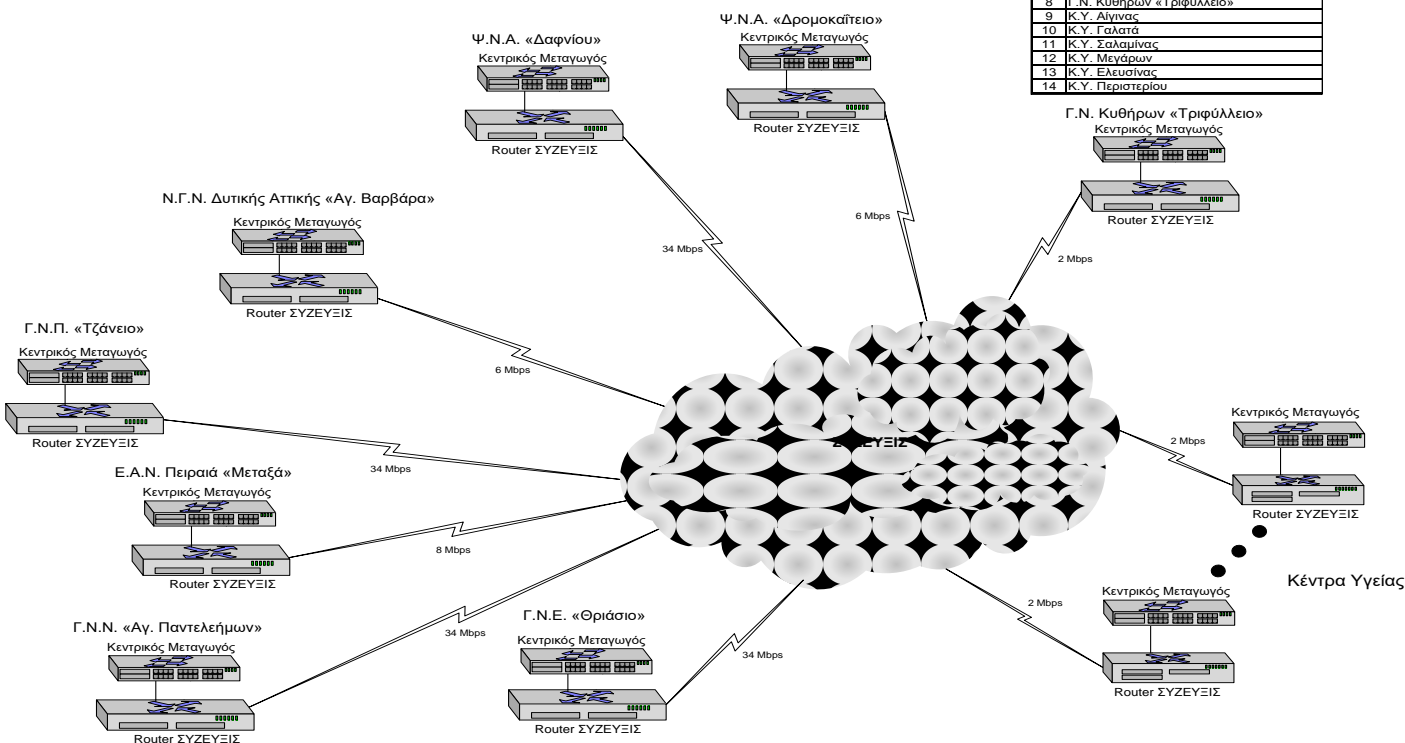 8 Γ.Ν. Κυθήρων «Τριφύλλειο»
9 Κ.Υ. Αίγινας
10 Κ.Υ. Γαλατά
11 Κ.Υ. Σαλαμίνας
12 Κ.Υ. Μεγάρων
13 Κ.Υ. Ελευσίνας
14 Κ.Υ. Περιστερίου
Ψ.Ν.Α. «Δρομοκαΐτειο»
Κεντρικός Μεταγωγός
Router ΣΥΖΕΥΞΙΣ
6 Mbps
Ψ.Ν.Α. «Δαφνίου»
Κεντρικός Μεταγωγός
Router ΣΥΖΕΥΞΙΣ
34 Mbps
Γ.Ν. Κυθήρων «Τριφύλλειο»
Κεντρικός Μεταγωγός
Router ΣΥΖΕΥΞΙΣ
2 Mbps
Ν.Γ.Ν. Δυτικής Αττικής «Αγ. Βαρβάρα»
Κεντρικός Μεταγωγός
Router ΣΥΖΕΥΞΙΣ
6 Mbps
Γ.Ν.Π. «Τζάνειο»
Κεντρικός Μεταγωγός
Router ΣΥΖΕΥΞΙΣ
34 Mbps
ΣΥΖΕΥΞΙΣ
Κεντρικός Μεταγωγός
2 Mbps
Router ΣΥΖΕΥΞΙΣ
Ε.Α.Ν. Πειραιά «Μεταξά»
Κεντρικός Μεταγωγός
Router ΣΥΖΕΥΞΙΣ
8 Mbps
Κέντρα Υγείας
Κεντρικός Μεταγωγός
2 Mbps
Router ΣΥΖΕΥΞΙΣ
Γ.Ν.Ν. «Αγ. Παντελεήμων»
Κεντρικός Μεταγωγός
Router ΣΥΖΕΥΞΙΣ
34 Mbps
Γ.Ν.Ε. «Θριάσιο»
Κεντρικός Μεταγωγός
Router ΣΥΖΕΥΞΙΣ
34 Mbps